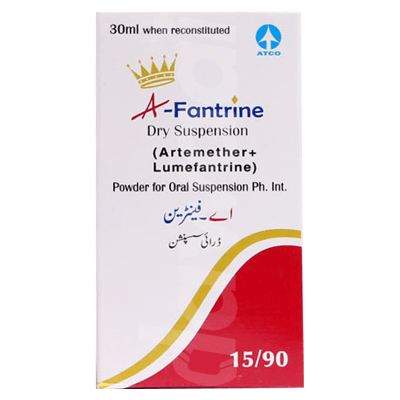 30ml when reconstituted
ATCO
A-Fantrine
Dry Suspension
(Artemether+
Lumefantrine)
Powder for Oral Suspension Ph. Int.
اے-فینٹرین
ڈرائی سسپنشن
15/90